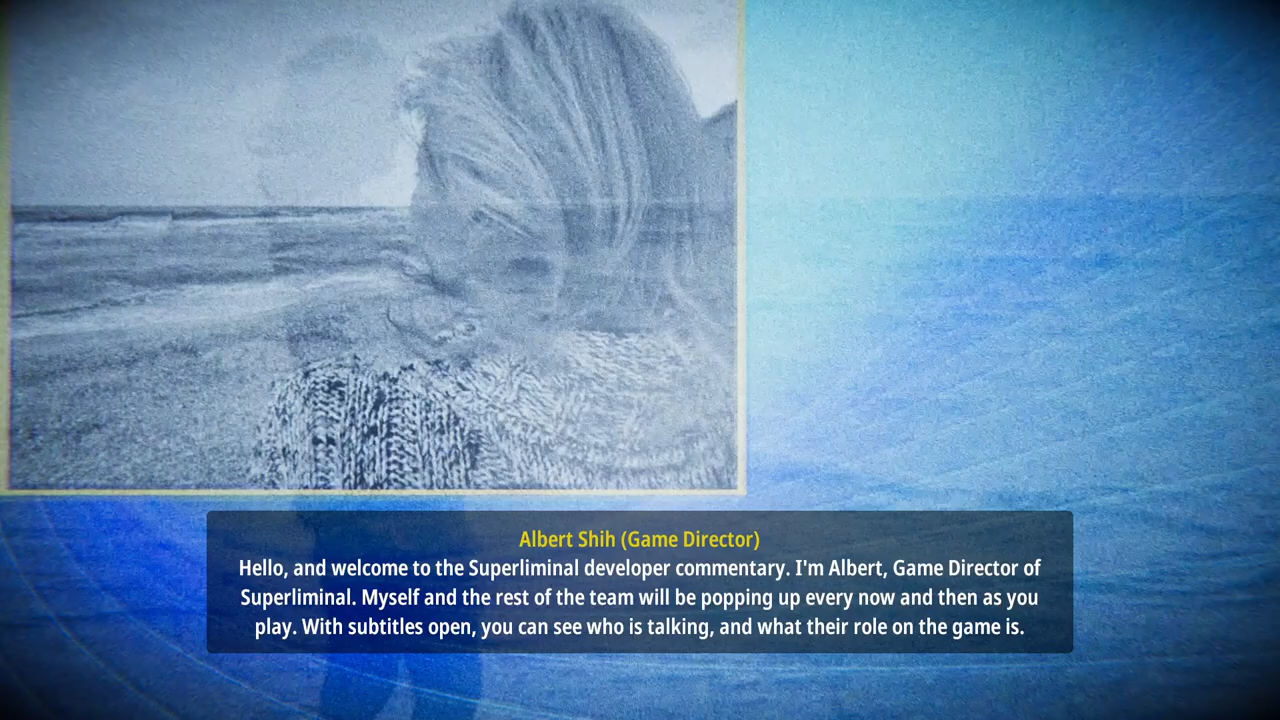 Albert Shih (Game Director)
Hello, and welcome to the Superliminal developer commentary. I'm Albert, Game Director of
Superliminal. Myself and the rest of the team will be popping up every now and then as you
play. With subtitles open, you can see who is talking, and what their role on the game is.